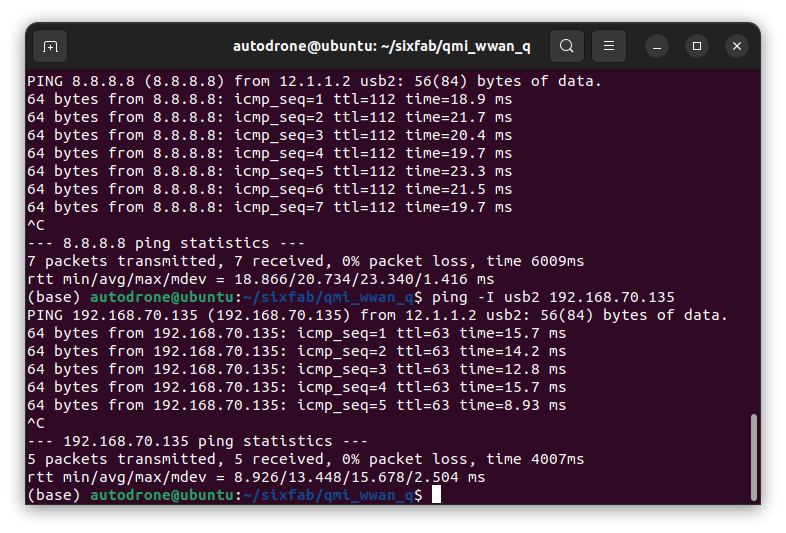 autodrone@ubuntu: ~/sixfab/qmi_wwan_q
PING 8.8.8.8 (8.8.8.8) from 12.1.1.2 usb2: 56(84) bytes of data.
64 bytes from 8.8.8.8: icmp_seq=1 ttl=112 time=18.9 ms
64 bytes from 8.8.8.8: icmp_seq=2 ttl=112 time=21.7 ms
64 bytes from 8.8.8.8: icmp_seq=3 ttl=112 time=20.4 ms
64 bytes from 8.8.8.8: icmp_seq=4 ttl=112 time=19.7 ms
64 bytes from 8.8.8.8: icmp_seq=5 ttl=112 time=23.3 ms
64 bytes from 8.8.8.8: icmp_seq=6 ttl=112 time=21.5 ms
64 bytes from 8.8.8.8: icmp_seq=7 ttl=112 time=19.7 ms
^C
--- 8.8.8.8 ping statistics ---
7 packets transmitted, 7 received, 0% packet loss, time 6009ms
rtt min/avg/max/mdev = 18.866/20.734/23.340/1.416 ms
(base) autodrone@ubuntu:~/sixfab/qmi_wwan_q$ ping -I usb2 192.168.70.135
PING 192.168.70.135 (192.168.70.135) from 12.1.1.2 usb2: 56(84) bytes of data.
64 bytes from 192.168.70.135: icmp_seq=1 ttl=63 time=15.7 ms
64 bytes from 192.168.70.135: icmp_seq=2 ttl=63 time=14.2 ms
64 bytes from 192.168.70.135: icmp_seq=3 ttl=63 time=12.8 ms
64 bytes from 192.168.70.135: icmp_seq=4 ttl=63 time=15.7 ms
64 bytes from 192.168.70.135: icmp_seq=5 ttl=63 time=8.93 ms
^C
--- 192.168.70.135 ping statistics ---
5 packets transmitted, 5 received, 0% packet loss, time 4007ms
rtt min/avg/max/mdev = 8.926/13.448/15.678/2.504 ms
(base) autodrone@ubuntu:~/sixfab/qmi_wwan_q$